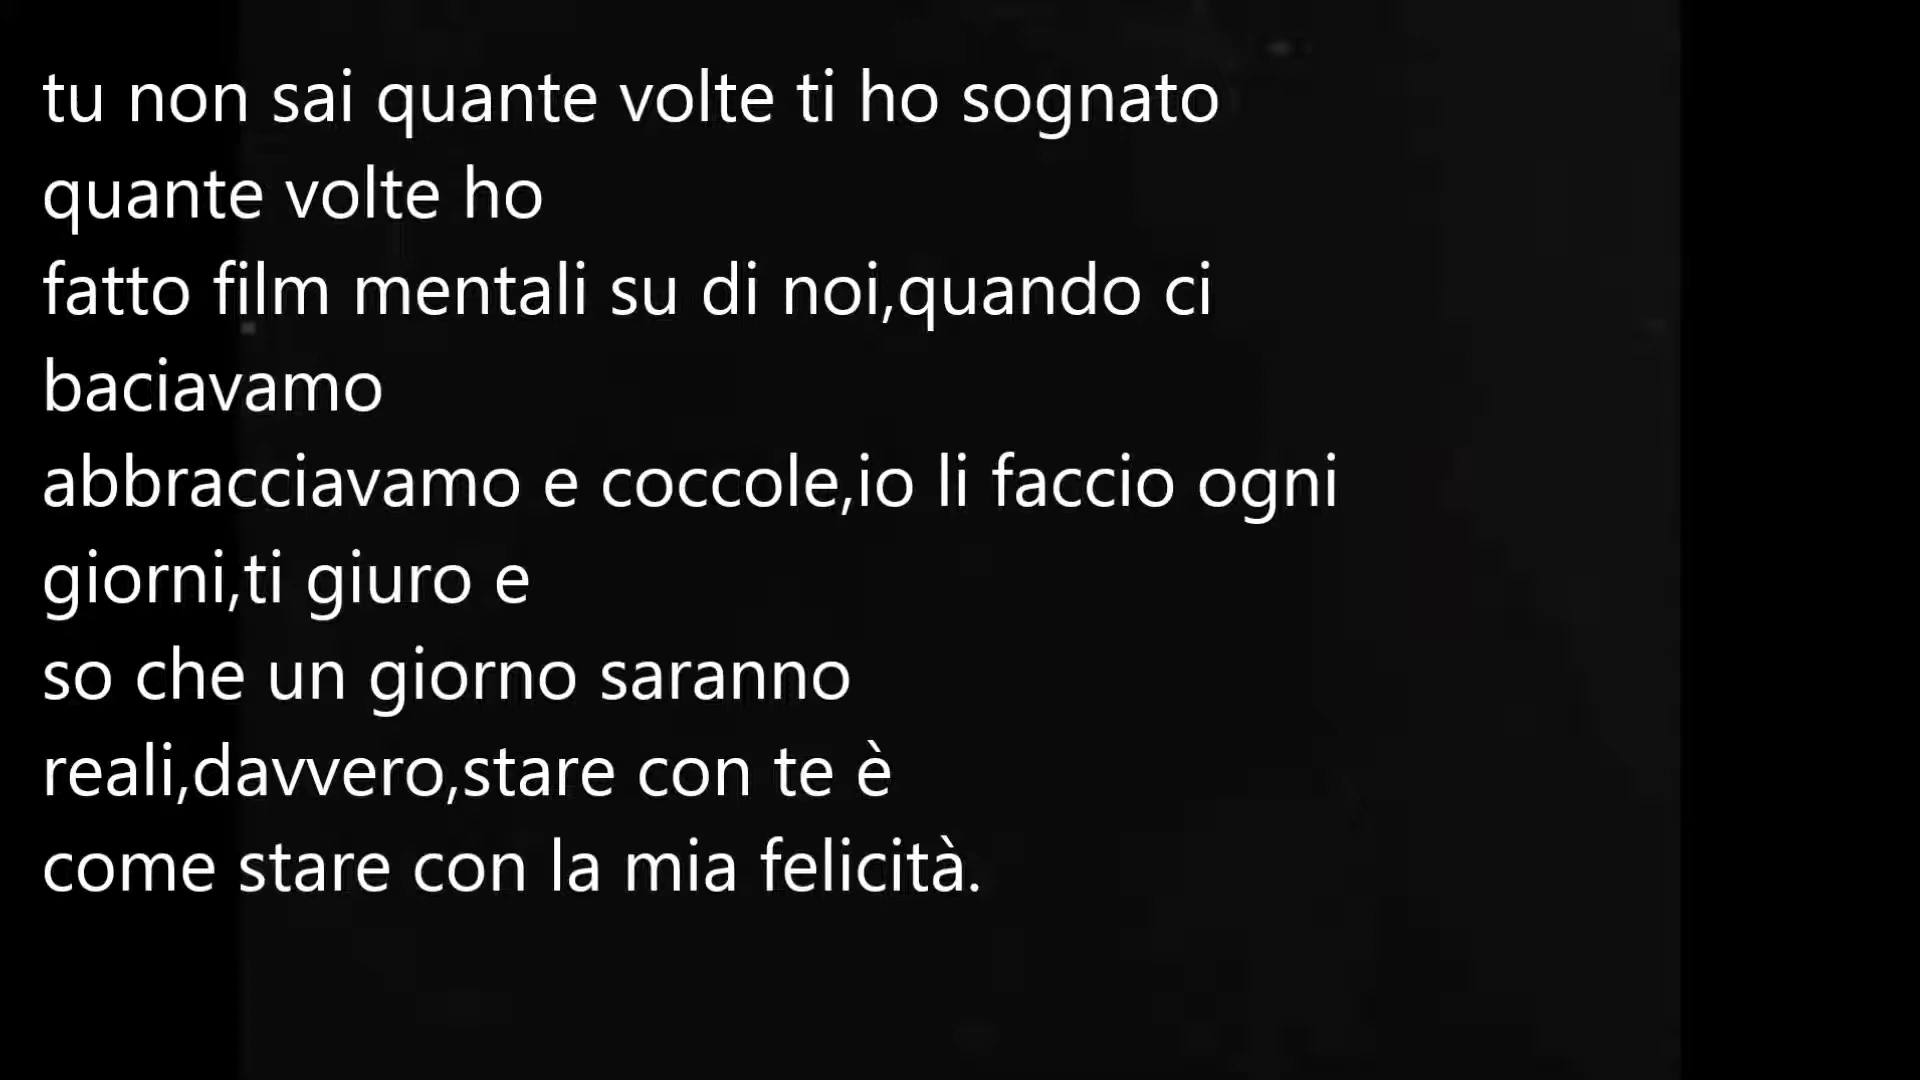 tu non sai quante volte ti ho sognato
quante volte ho
fatto film mentali su di noi,quando ci
baciavamo
abbracciavamo e coccole,io li faccio ogni
giorni,ti giuro e
so che un giorno saranno
reali,davvero,stare con te è
come stare con la mia felicità.